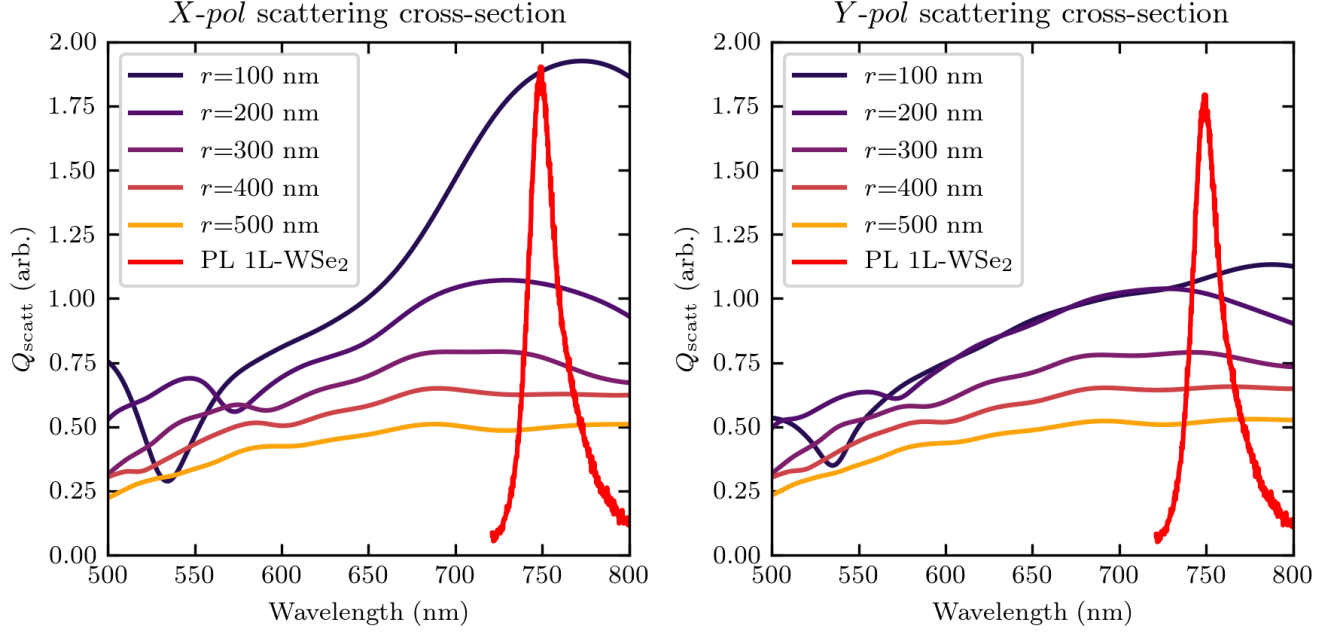 X-pol scattering cross-section
2.00
1.75
1.50
1.25
1.00
0.75
0.50
0.25
0.00
Qscatt (arb.)
r=100 nm
r=200 nm
r=300 nm
r=400 nm
r=500 nm
PL 1L-WSe₂
500 550 600 650 700 750 800
Wavelength (nm)
Y-pol scattering cross-section
2.00
1.75
1.50
1.25
1.00
0.75
0.50
0.25
0.00
Qscatt (arb.)
r=100 nm
r=200 nm
r=300 nm
r=400 nm
r=500 nm
PL 1L-WSe₂
500 550 600 650 700 750 800
Wavelength (nm)